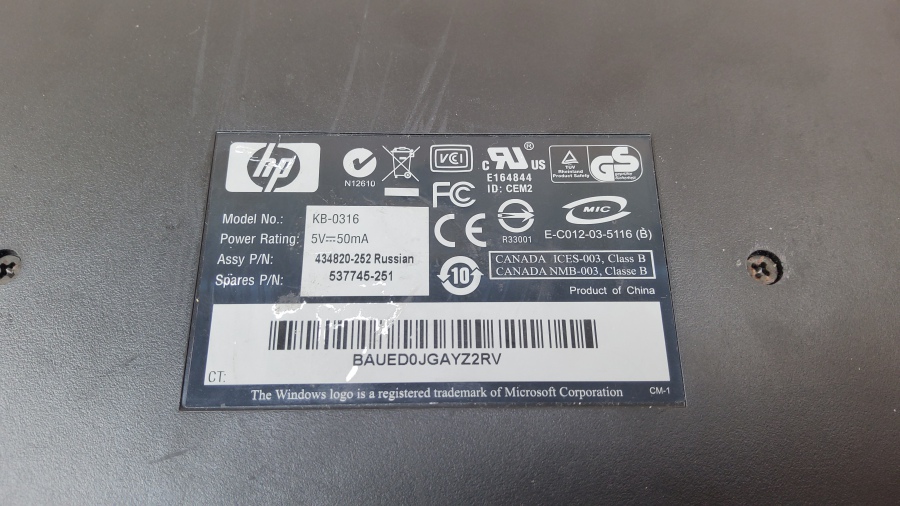 hp
N12610
VCI
c RU® US
E164844
ID: CEM2
TÜV
Rheinland
Product Safety
GS
FC
CE
R33001
MIC
E-C012-03-5116 (B)
Model No.: KB-0316
Power Rating: 5V⎓50mA
Assy P/N: 434820-252 Russian
Spares P/N: 537745-251
10
CANADA ICES-003, Class B
CANADA NMB-003, Classe B
Product of China
BAUED0JGAYZ2RV
CT:
The Windows logo is a registered trademark of Microsoft Corporation
CM-1